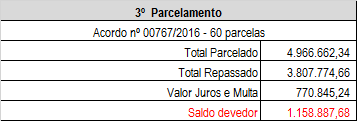 3º Parcelamento
Acordo nº 00767/2016 - 60 parcelas
Total Parcelado 4.966.662,34
Total Repassado 3.807.774,66
Valor Juros e Multa 770.845,24
Saldo devedor 1.158.887,68